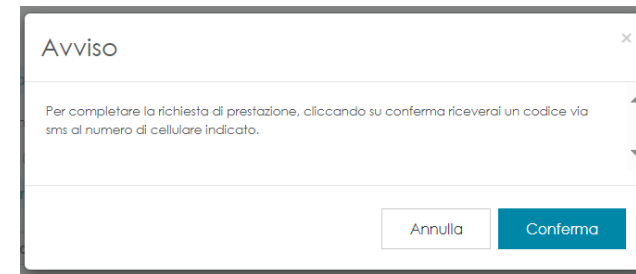 Avviso
×
Per completare la richiesta di prestazione, cliccando su conferma riceverai un codice via
sms al numero di cellulare indicato.
Annulla Conferma